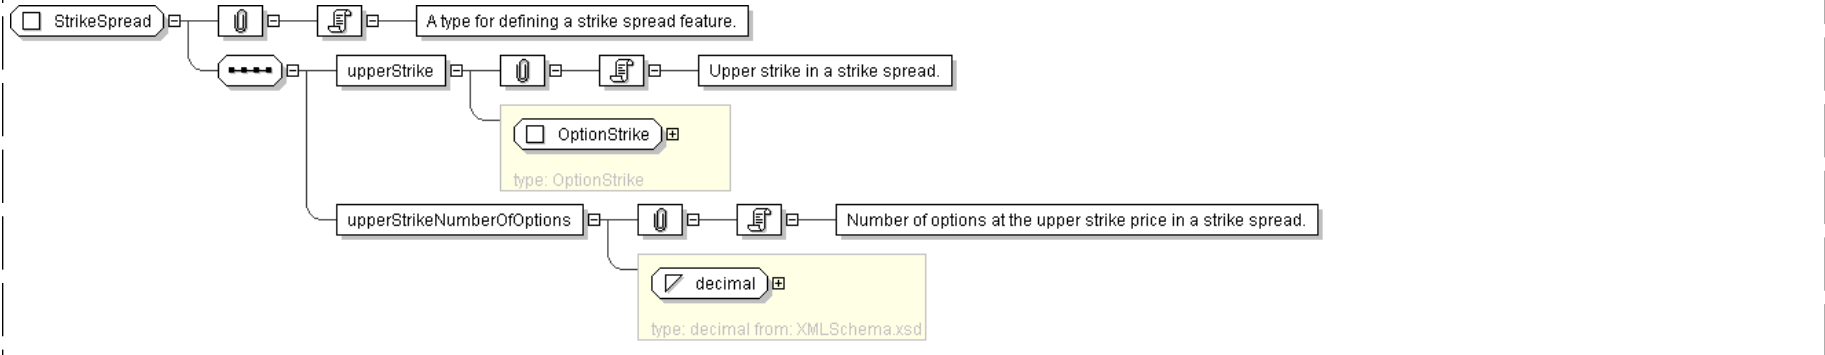 StrikeSpread
A type for defining a strike spread feature.
upperStrike
Upper strike in a strike spread.
OptionStrike
type: OptionStrike
upperStrikeNumberOfOptions
Number of options at the upper strike price in a strike spread.
decimal
type: decimal from: XMLSchema.xsd